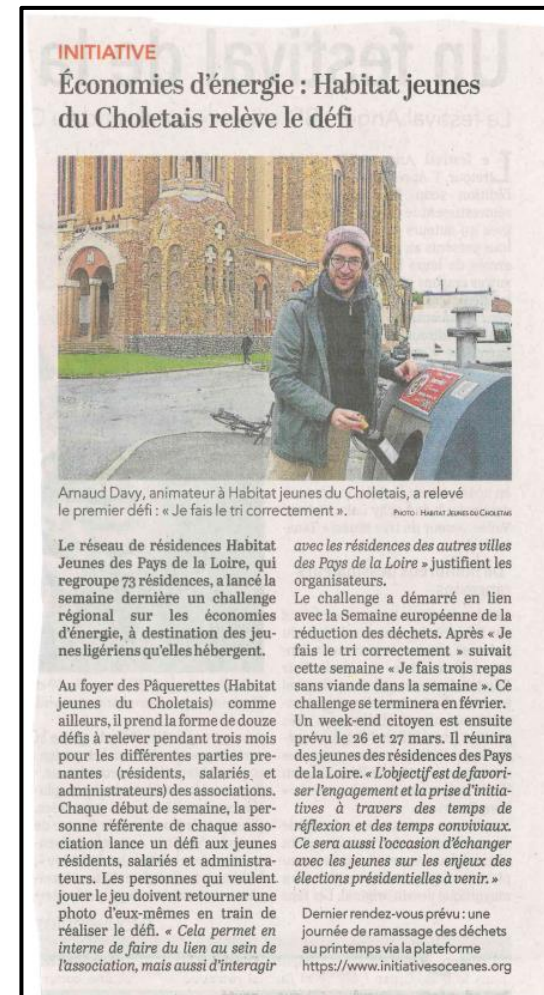 INITIATIVE
Économies d'énergie : Habitat jeunes
du Choletais relève le défi
Arnaud Davy, animateur à Habitat jeunes du Choletais, a relevé
le premier défi : « Je fais le tri correctement ».
PHOTO : HABITAT JEUNES DU CHOLETAIS
Le réseau de résidences Habitat
Jeunes des Pays de la Loire, qui
regroupe 73 résidences, a lancé la
semaine dernière un challenge
régional sur les économies
d'énergie, à destination des jeu-
nes ligériens qu'elles hébergent.
Au foyer des Pâquerettes (Habitat
jeunes du Choletais) comme
ailleurs, il prend la forme de douze
défis à relever pendant trois mois
pour les différentes parties pre-
nantes (résidents, salariés et
administrateurs) des associations.
Chaque début de semaine, la per-
sonne référente de chaque asso-
ciation lance un défi aux jeunes
résidents, salariés et administra-
teurs. Les personnes qui veulent
jouer le jeu doivent retourner une
photo d'eux-mêmes en train de
réaliser le défi. « Cela permet en
interne de faire du lien au sein de
l'association, mais aussi d'interagir
avec les résidences des autres villes
des Pays de la Loire » justifient les
organisateurs.
Le challenge a démarré en lien
avec la Semaine européenne de la
réduction des déchets. Après « Je
fais le tri correctement » suivait
cette semaine « Je fais trois repas
sans viande dans la semaine ». Ce
challenge se terminera en février.
Un week-end citoyen est ensuite
prévu le 26 et 27 mars. Il réunira
des jeunes des résidences des Pays
de la Loire. « L'objectif est de favori-
ser l'engagement et la prise d'initia-
tives à travers des temps de
réflexion et des temps conviviaux.
Ce sera aussi l'occasion d'échanger
avec les jeunes sur les enjeux des
élections présidentielles à venir. »
Dernier rendez-vous prévu : une
journée de ramassage des déchets
au printemps via la plateforme
https://www.initiativesoceanes.org